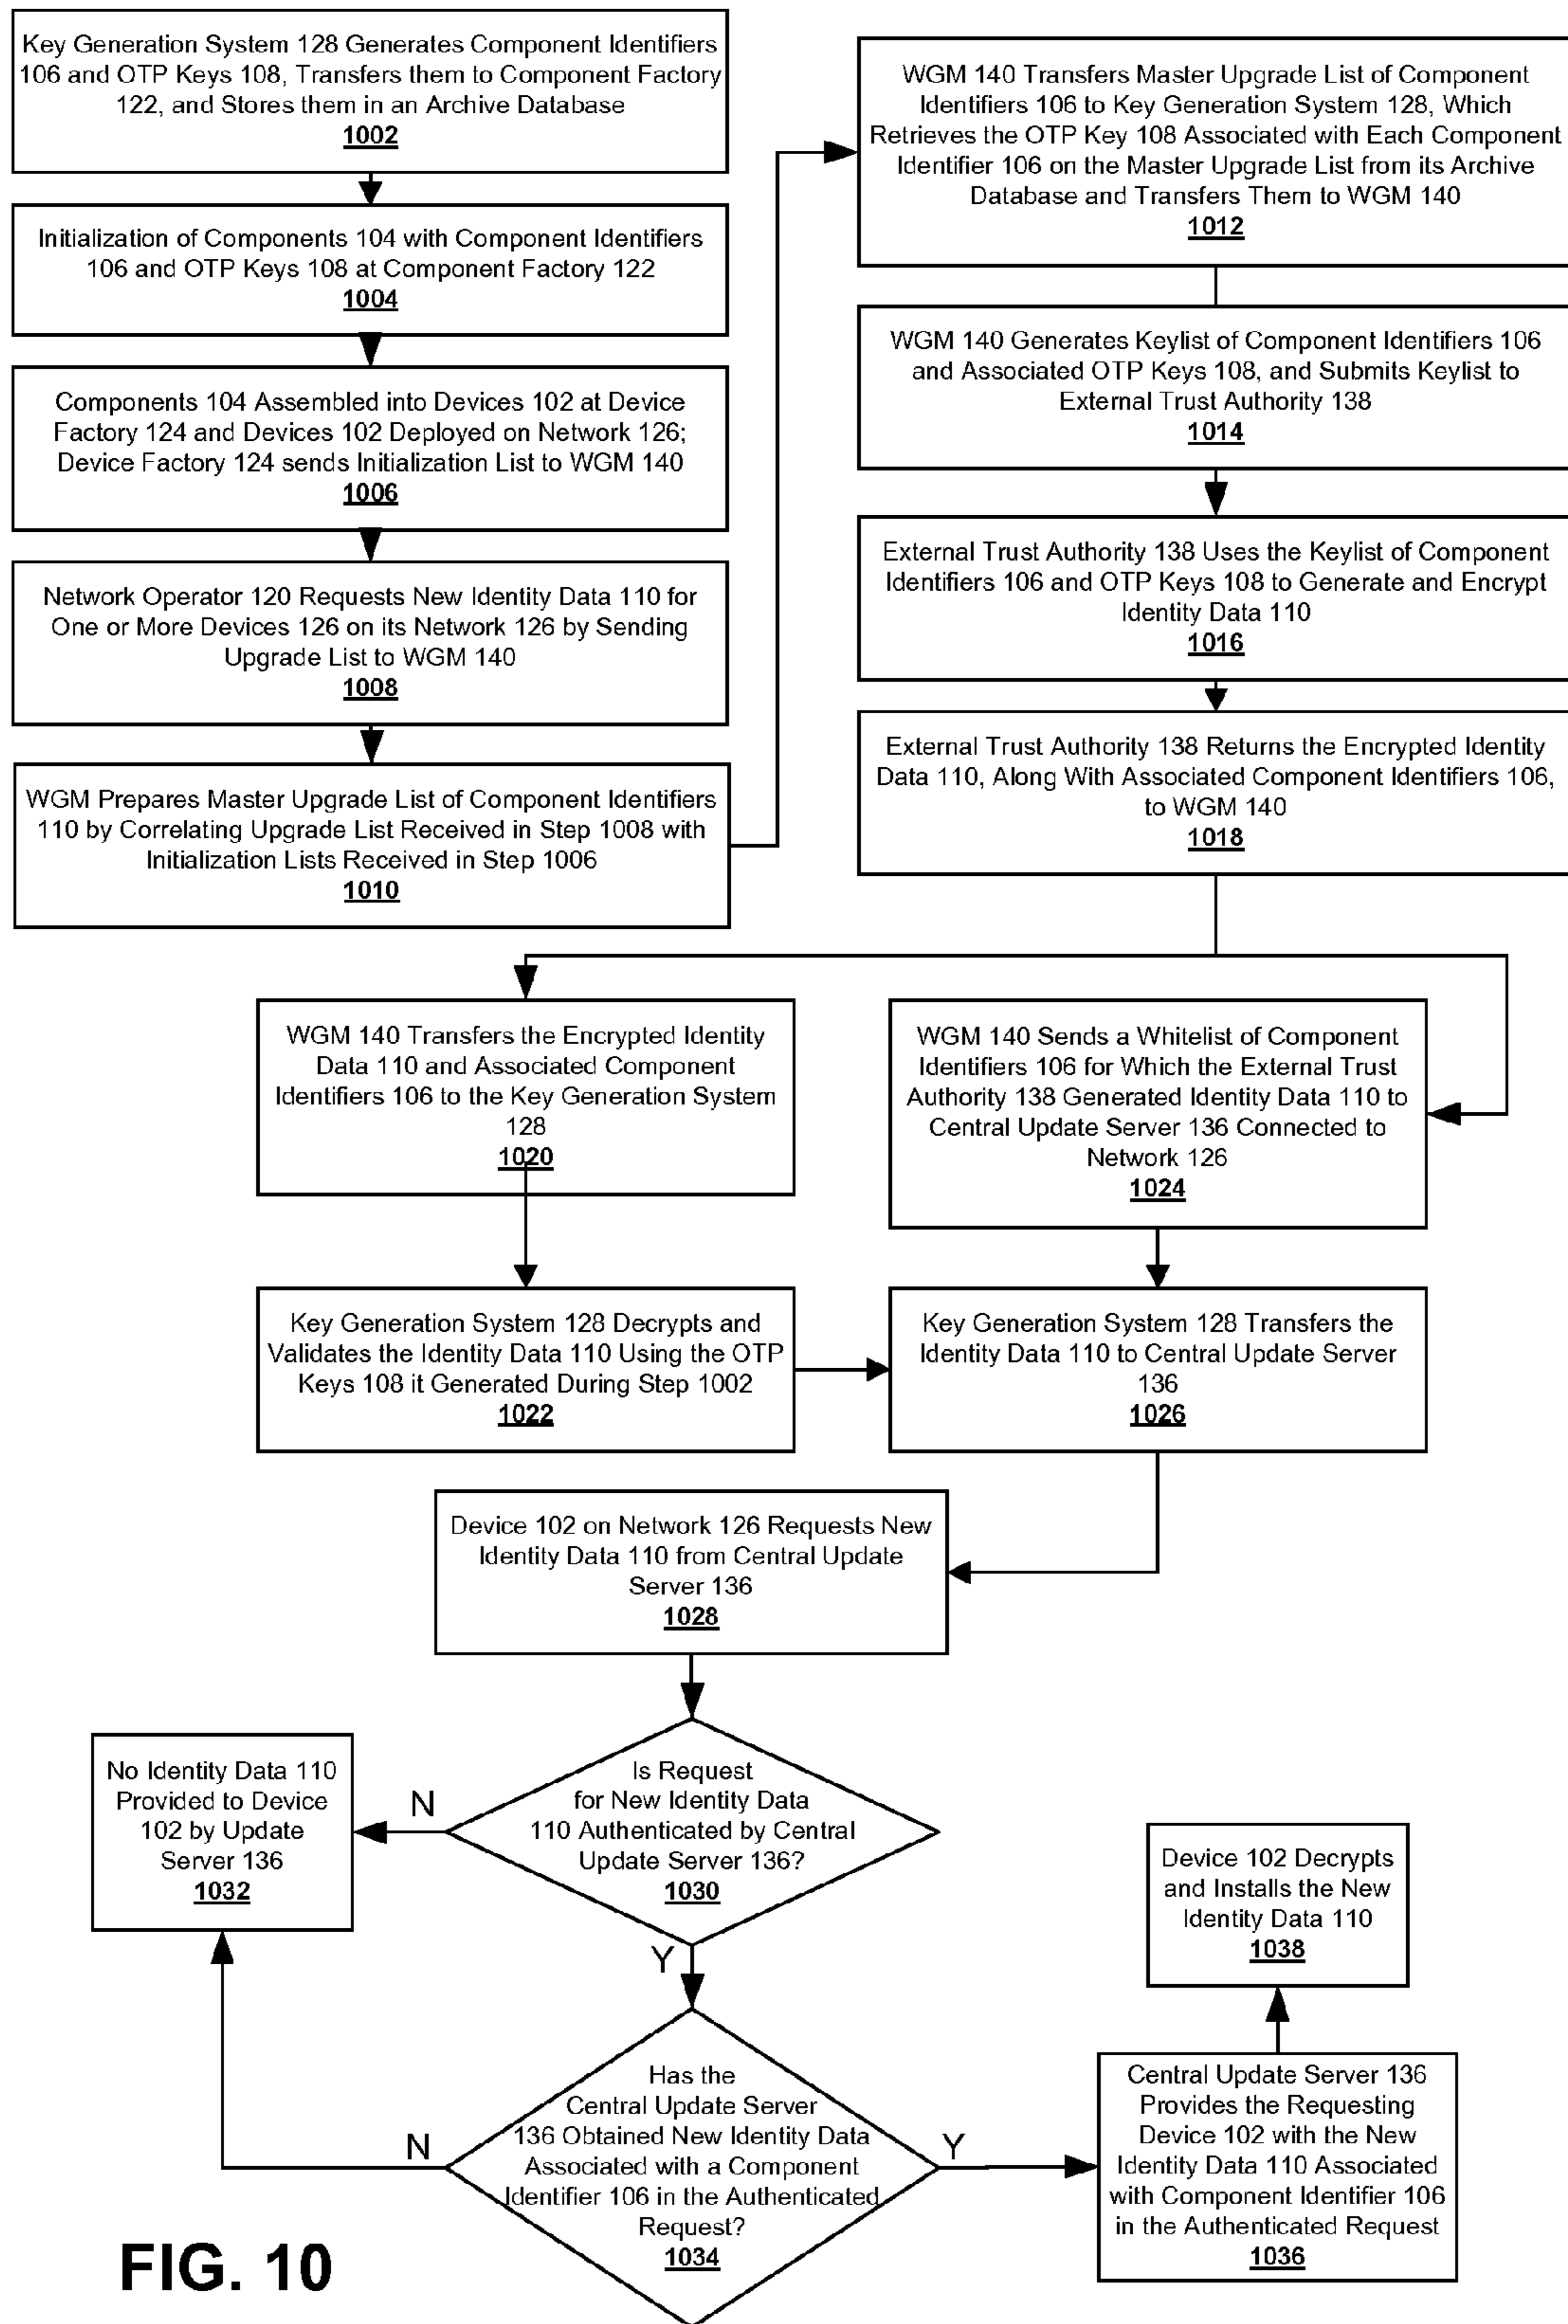 Key Generation System 128 Generates Component Identifiers
106 and OTP Keys 108, Transfers them to Component Factory
122, and Stores them in an Archive Database
1002
Initialization of Components 104 with Component Identifiers
106 and OTP Keys 108 at Component Factory 122
1004
Components 104 Assembled into Devices 102 at Device
Factory 124 and Devices 102 Deployed on Network 126;
Device Factory 124 sends Initialization List to WGM 140
1006
Network Operator 120 Requests New Identity Data 110 for
One or More Devices 126 on its Network 126 by Sending
Upgrade List to WGM 140
1008
WGM Prepares Master Upgrade List of Component Identifiers
110 by Correlating Upgrade List Received in Step 1008 with
Initialization Lists Received in Step 1006
1010
WGM 140 Transfers Master Upgrade List of Component
Identifiers 106 to Key Generation System 128, Which
Retrieves the OTP Key 108 Associated with Each Component
Identifier 106 on the Master Upgrade List from its Archive
Database and Transfers Them to WGM 140
1012
WGM 140 Generates Keylist of Component Identifiers 106
and Associated OTP Keys 108, and Submits Keylist to
External Trust Authority 138
1014
External Trust Authority 138 Uses the Keylist of Component
Identifiers 106 and OTP Keys 108 to Generate and Encrypt
Identity Data 110
1016
External Trust Authority 138 Returns the Encrypted Identity
Data 110, Along With Associated Component Identifiers 106,
to WGM 140
1018
WGM 140 Transfers the Encrypted Identity
Data 110 and Associated Component
Identifiers 106 to the Key Generation System
128
1020
WGM 140 Sends a Whitelist of Component
Identifiers 106 for Which the External Trust
Authority 138 Generated Identity Data 110 to
Central Update Server 136 Connected to
Network 126
1024
Key Generation System 128 Decrypts and
Validates the Identity Data 110 Using the OTP
Keys 108 it Generated During Step 1002
1022
Key Generation System 128 Transfers the
Identity Data 110 to Central Update Server
136
1026
Device 102 on Network 126 Requests New
Identity Data 110 from Central Update
Server 136
1028
Is Request
for New Identity Data
110 Authenticated by Central
Update Server 136?
1030
N
No Identity Data 110
Provided to Device
102 by Update
Server 136
1032
Y
Has the
Central Update Server
136 Obtained New Identity Data
Associated with a Component
Identifier 106 in the Authenticated
Request?
1034
N
Y
Central Update Server 136
Provides the Requesting
Device 102 with the New
Identity Data 110 Associated
with Component Identifier 106
in the Authenticated Request
1036
Device 102 Decrypts
and Installs the New
Identity Data 110
1038
FIG. 10